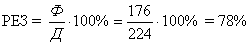 РЕЗ = Ф/Д · 100% = 176/224 · 100% = 78%